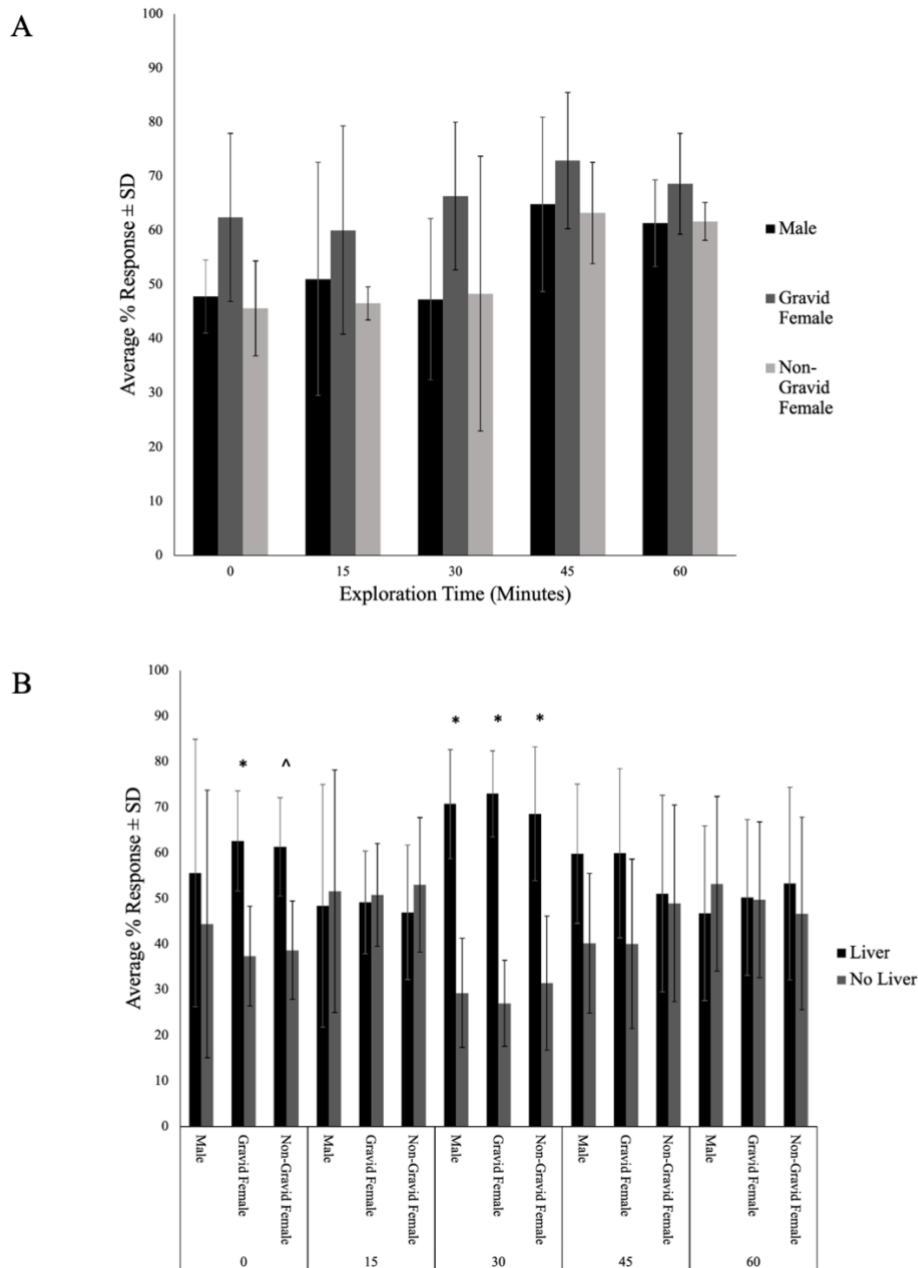 A
100
90
80
70
60
50
40
30
20
10
0
Average % Response ± SD
0 15 30 45 60
Exploration Time (Minutes)
Male
Gravid
Female
Non-
Gravid
Female
B
100
90
80
70
60
50
40
30
20
10
0
Average % Response ± SD
* ^ * * *
Liver
No Liver
Male Gravid Female Non-Gravid Female Male Gravid Female Non-Gravid Female Male Gravid Female Non-Gravid Female Male Gravid Female Non-Gravid Female Male Gravid Female Non-Gravid Female
0 15 30 45 60